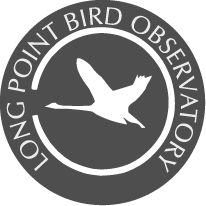 LONG POINT BIRD OBSERVATORY